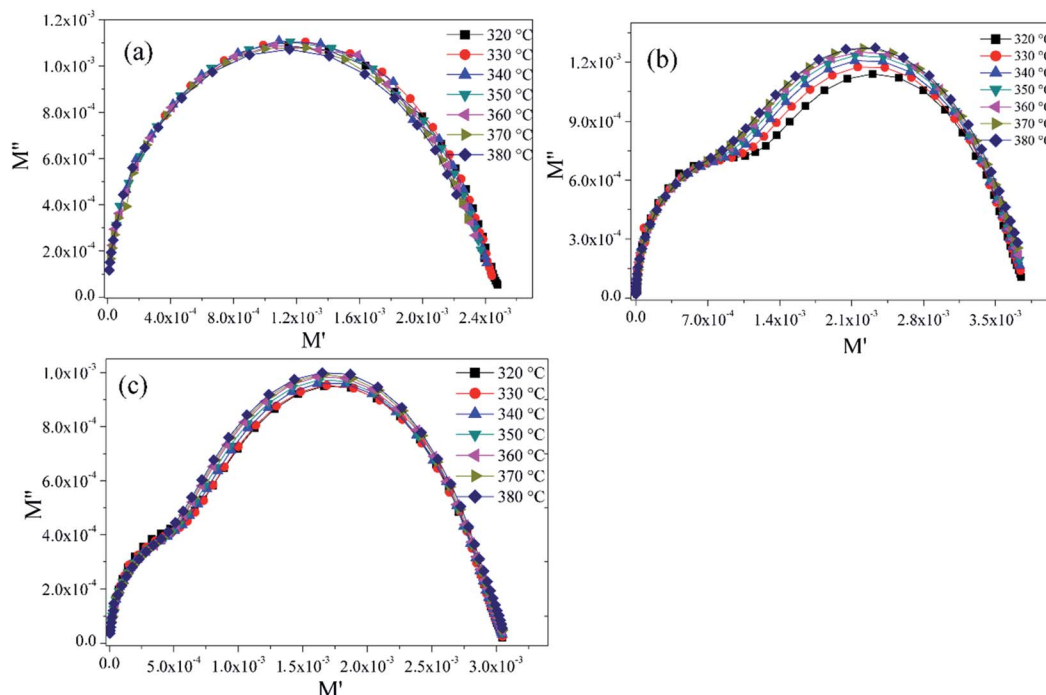 (a)
320 °C
330 °C
340 °C
350 °C
360 °C
370 °C
380 °C
1.2x10⁻³
1.0x10⁻³
8.0x10⁻⁴
6.0x10⁻⁴
4.0x10⁻⁴
2.0x10⁻⁴
0.0
M"
0.0
4.0x10⁻⁴
8.0x10⁻⁴
1.2x10⁻³
1.6x10⁻³
2.0x10⁻³
2.4x10⁻³
M'
(b)
320 °C
330 °C
340 °C
350 °C
360 °C
370 °C
380 °C
1.2x10⁻³
9.0x10⁻⁴
6.0x10⁻⁴
3.0x10⁻⁴
0.0
M"
0.0
7.0x10⁻⁴
1.4x10⁻³
2.1x10⁻³
2.8x10⁻³
3.5x10⁻³
M'
(c)
320 °C
330 °C
340 °C
350 °C
360 °C
370 °C
380 °C
1.0x10⁻³
8.0x10⁻⁴
6.0x10⁻⁴
4.0x10⁻⁴
2.0x10⁻⁴
0.0
M"
0.0
5.0x10⁻⁴
1.0x10⁻³
1.5x10⁻³
2.0x10⁻³
2.5x10⁻³
3.0x10⁻³
M'